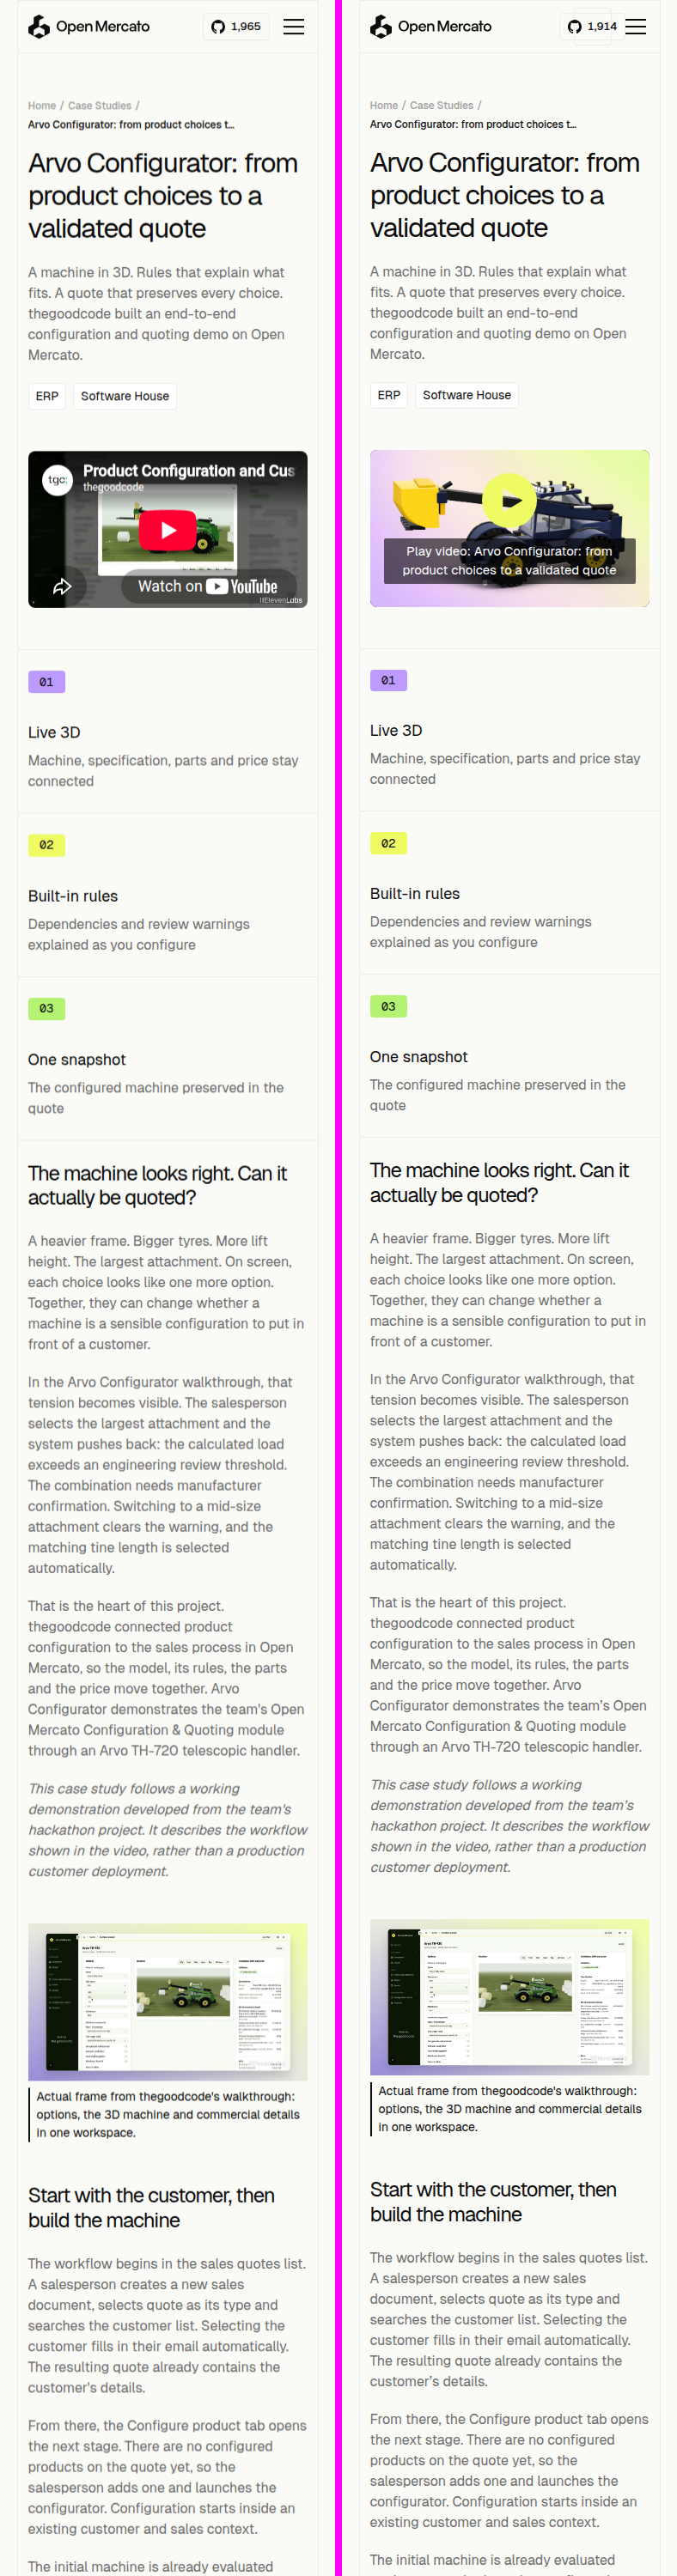 Open Mercato
1,965
Home / Case Studies /
Arvo Configurator: from product choices t...
Arvo Configurator: from
product choices to a
validated quote
A machine in 3D. Rules that explain what
fits. A quote that preserves every choice.
thegoodcode built an end-to-end
configuration and quoting demo on Open
Mercato.
ERP
Software House
tgc;
Product Configuration and Cus
thegoodcode
Watch on YouTube
IIElevenLabs
01
Live 3D
Machine, specification, parts and price stay
connected
02
Built-in rules
Dependencies and review warnings
explained as you configure
03
One snapshot
The configured machine preserved in the
quote
The machine looks right. Can it
actually be quoted?
A heavier frame. Bigger tyres. More lift
height. The largest attachment. On screen,
each choice looks like one more option.
Together, they can change whether a
machine is a sensible configuration to put in
front of a customer.
In the Arvo Configurator walkthrough, that
tension becomes visible. The salesperson
selects the largest attachment and the
system pushes back: the calculated load
exceeds an engineering review threshold.
The combination needs manufacturer
confirmation. Switching to a mid-size
attachment clears the warning, and the
matching tine length is selected
automatically.
That is the heart of this project.
thegoodcode connected product
configuration to the sales process in Open
Mercato, so the model, its rules, the parts
and the price move together. Arvo
Configurator demonstrates the team's Open
Mercato Configuration & Quoting module
through an Arvo TH-720 telescopic handler.
This case study follows a working
demonstration developed from the team's
hackathon project. It describes the workflow
shown in the video, rather than a production
customer deployment.
Actual frame from thegoodcode's walkthrough:
options, the 3D machine and commercial details
in one workspace.
Start with the customer, then
build the machine
The workflow begins in the sales quotes list.
A salesperson creates a new sales
document, selects quote as its type and
searches the customer list. Selecting the
customer fills in their email automatically.
The resulting quote already contains the
customer's details.
From there, the Configure product tab opens
the next stage. There are no configured
products on the quote yet, so the
salesperson adds one and launches the
configurator. Configuration starts inside an
existing customer and sales context.
The initial machine is already evaluated
Open Mercato
1,914
Home / Case Studies /
Arvo Configurator: from product choices t...
Arvo Configurator: from
product choices to a
validated quote
A machine in 3D. Rules that explain what
fits. A quote that preserves every choice.
thegoodcode built an end-to-end
configuration and quoting demo on Open
Mercato.
ERP
Software House
Play video: Arvo Configurator: from
product choices to a validated quote
01
Live 3D
Machine, specification, parts and price stay
connected
02
Built-in rules
Dependencies and review warnings
explained as you configure
03
One snapshot
The configured machine preserved in the
quote
The machine looks right. Can it
actually be quoted?
A heavier frame. Bigger tyres. More lift
height. The largest attachment. On screen,
each choice looks like one more option.
Together, they can change whether a
machine is a sensible configuration to put in
front of a customer.
In the Arvo Configurator walkthrough, that
tension becomes visible. The salesperson
selects the largest attachment and the
system pushes back: the calculated load
exceeds an engineering review threshold.
The combination needs manufacturer
confirmation. Switching to a mid-size
attachment clears the warning, and the
matching tine length is selected
automatically.
That is the heart of this project.
thegoodcode connected product
configuration to the sales process in Open
Mercato, so the model, its rules, the parts
and the price move together. Arvo
Configurator demonstrates the team’s Open
Mercato Configuration & Quoting module
through an Arvo TH-720 telescopic handler.
This case study follows a working
demonstration developed from the team’s
hackathon project. It describes the workflow
shown in the video, rather than a production
customer deployment.
Actual frame from thegoodcode's walkthrough:
options, the 3D machine and commercial details
in one workspace.
Start with the customer, then
build the machine
The workflow begins in the sales quotes list.
A salesperson creates a new sales
document, selects quote as its type and
searches the customer list. Selecting the
customer fills in their email automatically.
The resulting quote already contains the
customer’s details.
From there, the Configure product tab opens
the next stage. There are no configured
products on the quote yet, so the
salesperson adds one and launches the
configurator. Configuration starts inside an
existing customer and sales context.
The initial machine is already evaluated